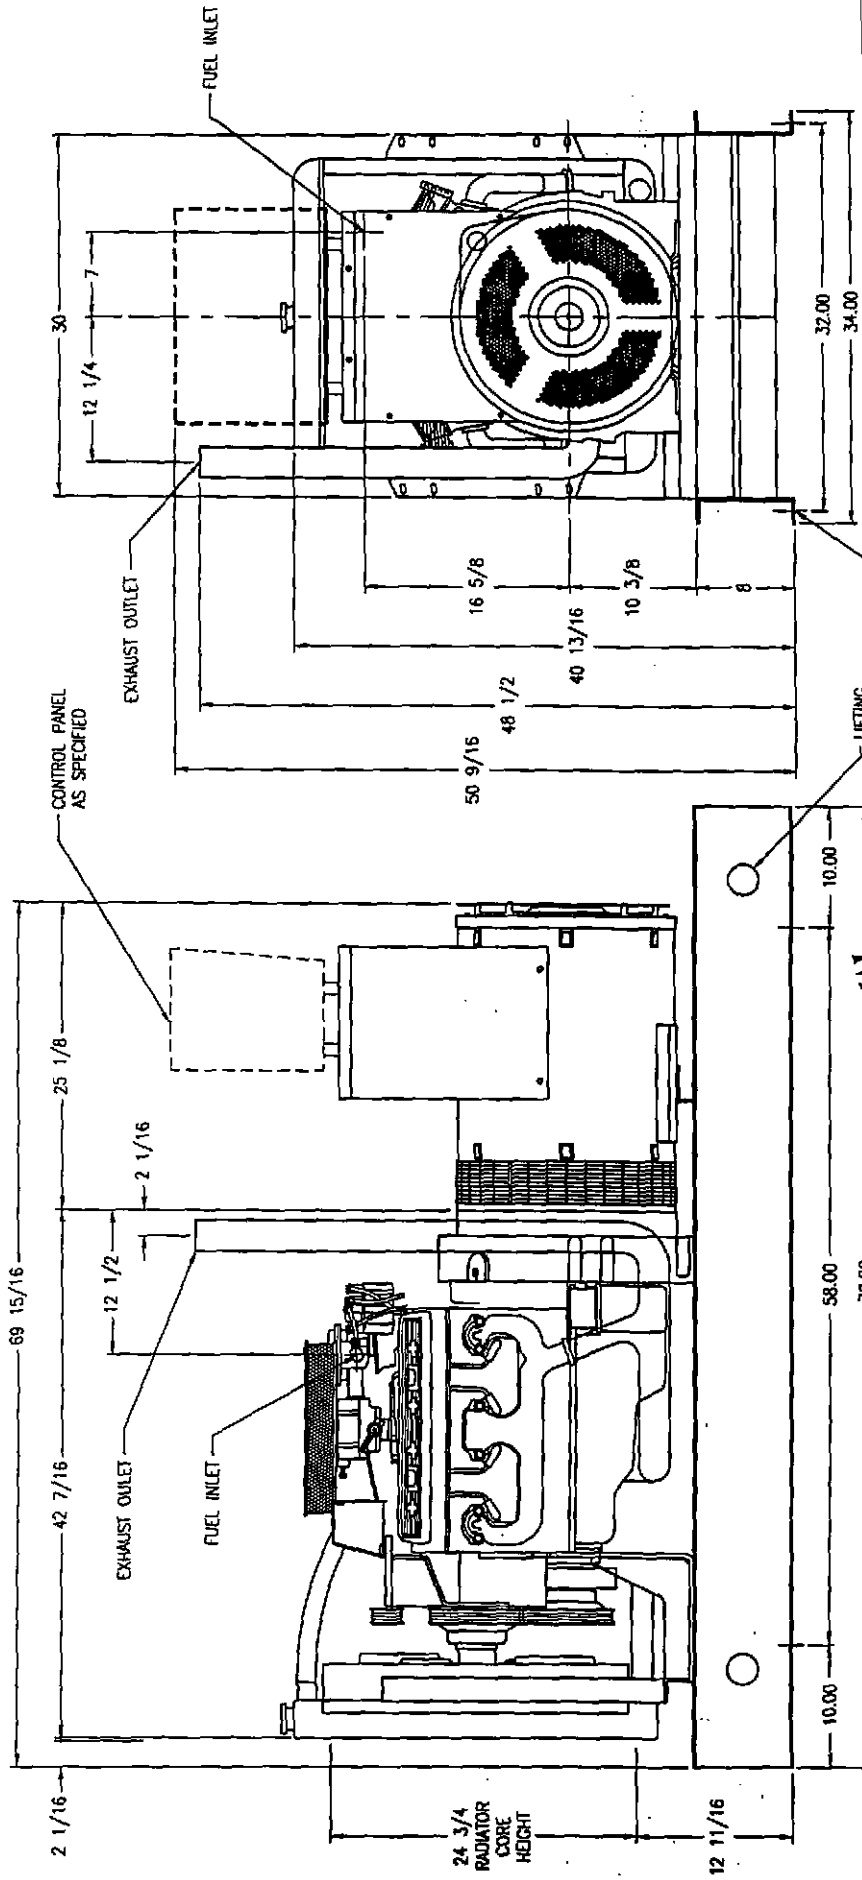 69 15/16
2 1/16
42 7/16
25 1/8
12 1/2
2 1/16
CONTROL PANEL
AS SPECIFIED
EXHAUST OULET
FUEL INLET
24 3/4
RADIATOR
CORE
HEIGHT
12 11/16
10.00
58.00
10.00
30
12 1/4
7
FUEL INLET
EXHAUST OUTLET
50 9/16
48 1/2
40 13/16
16 5/8
10 3/8
8
32.00
34.00